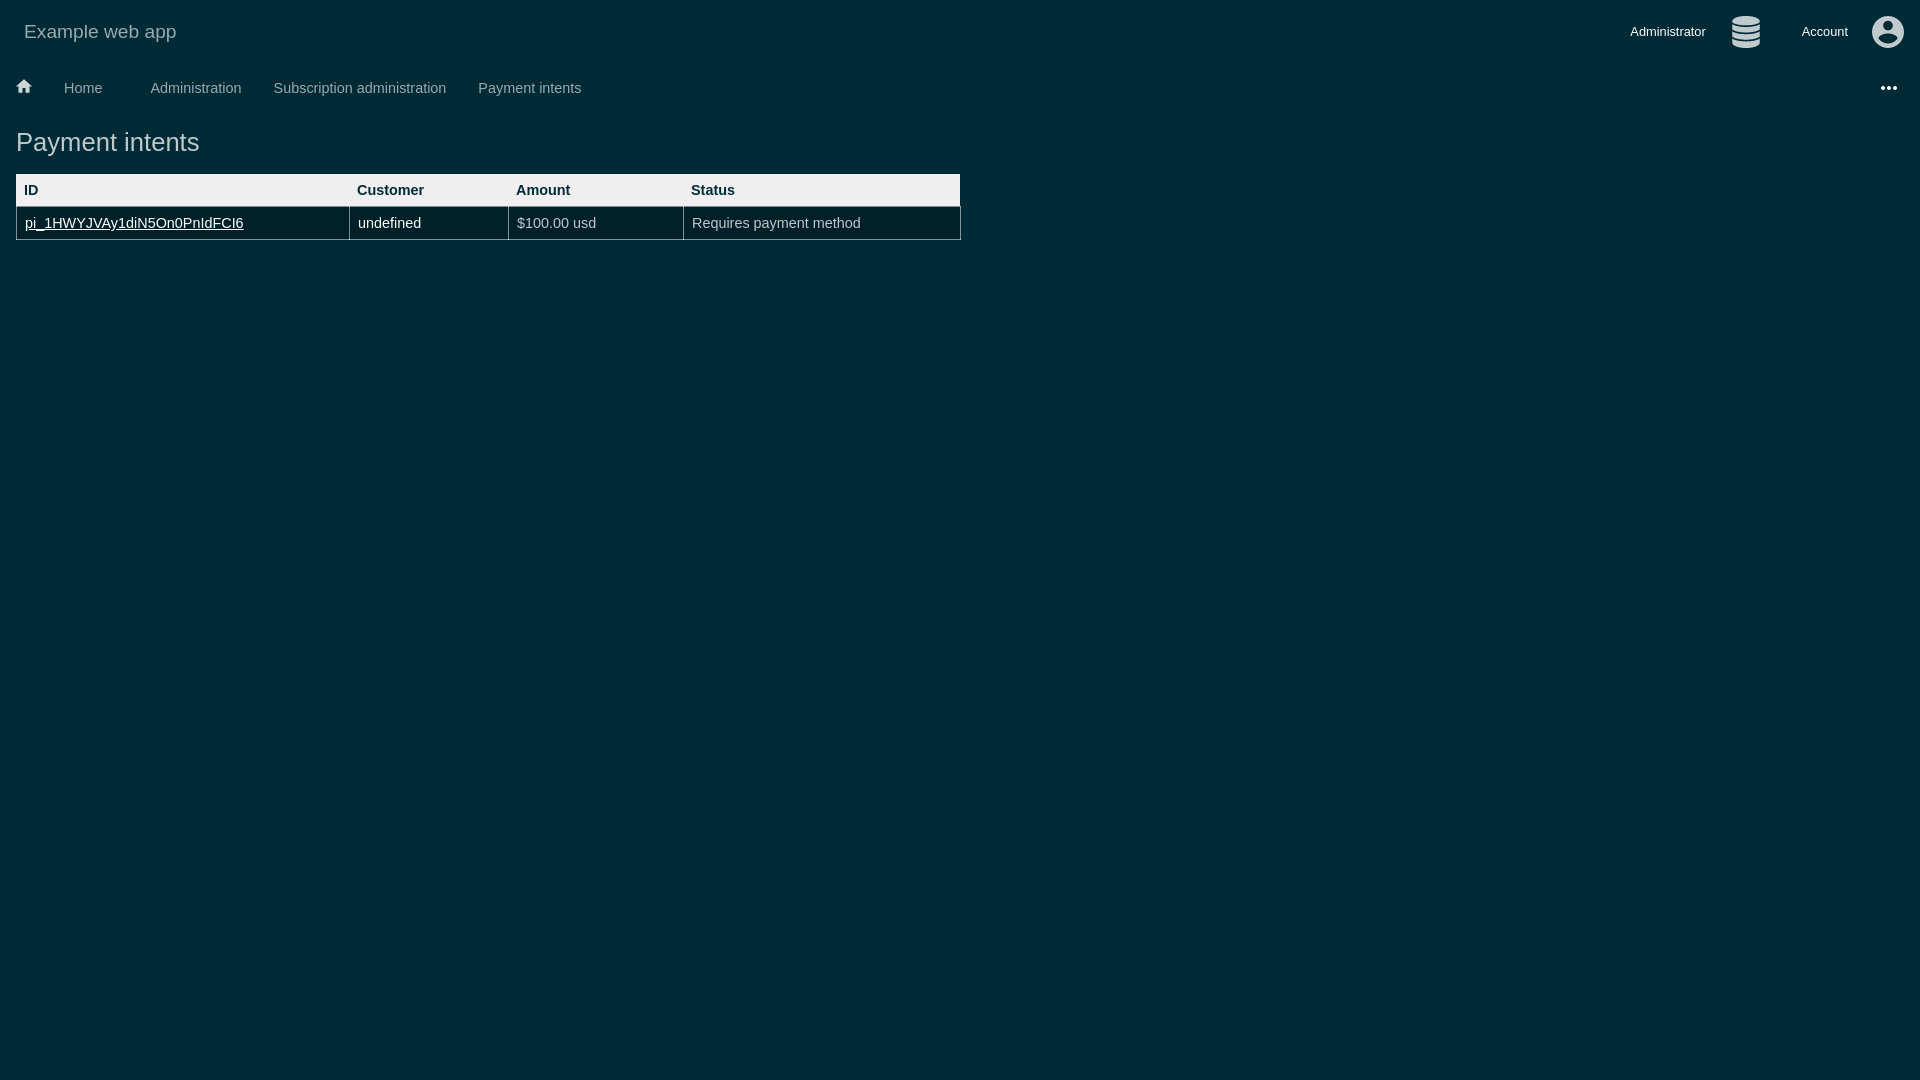 Example web app
Administrator
Account
Home
Administration
Subscription administration
Payment intents
Payment intents
ID Customer Amount Status
pi_1HWYJVAy1diN5On0PnIdFCI6 undefined $100.00 usd Requires payment method